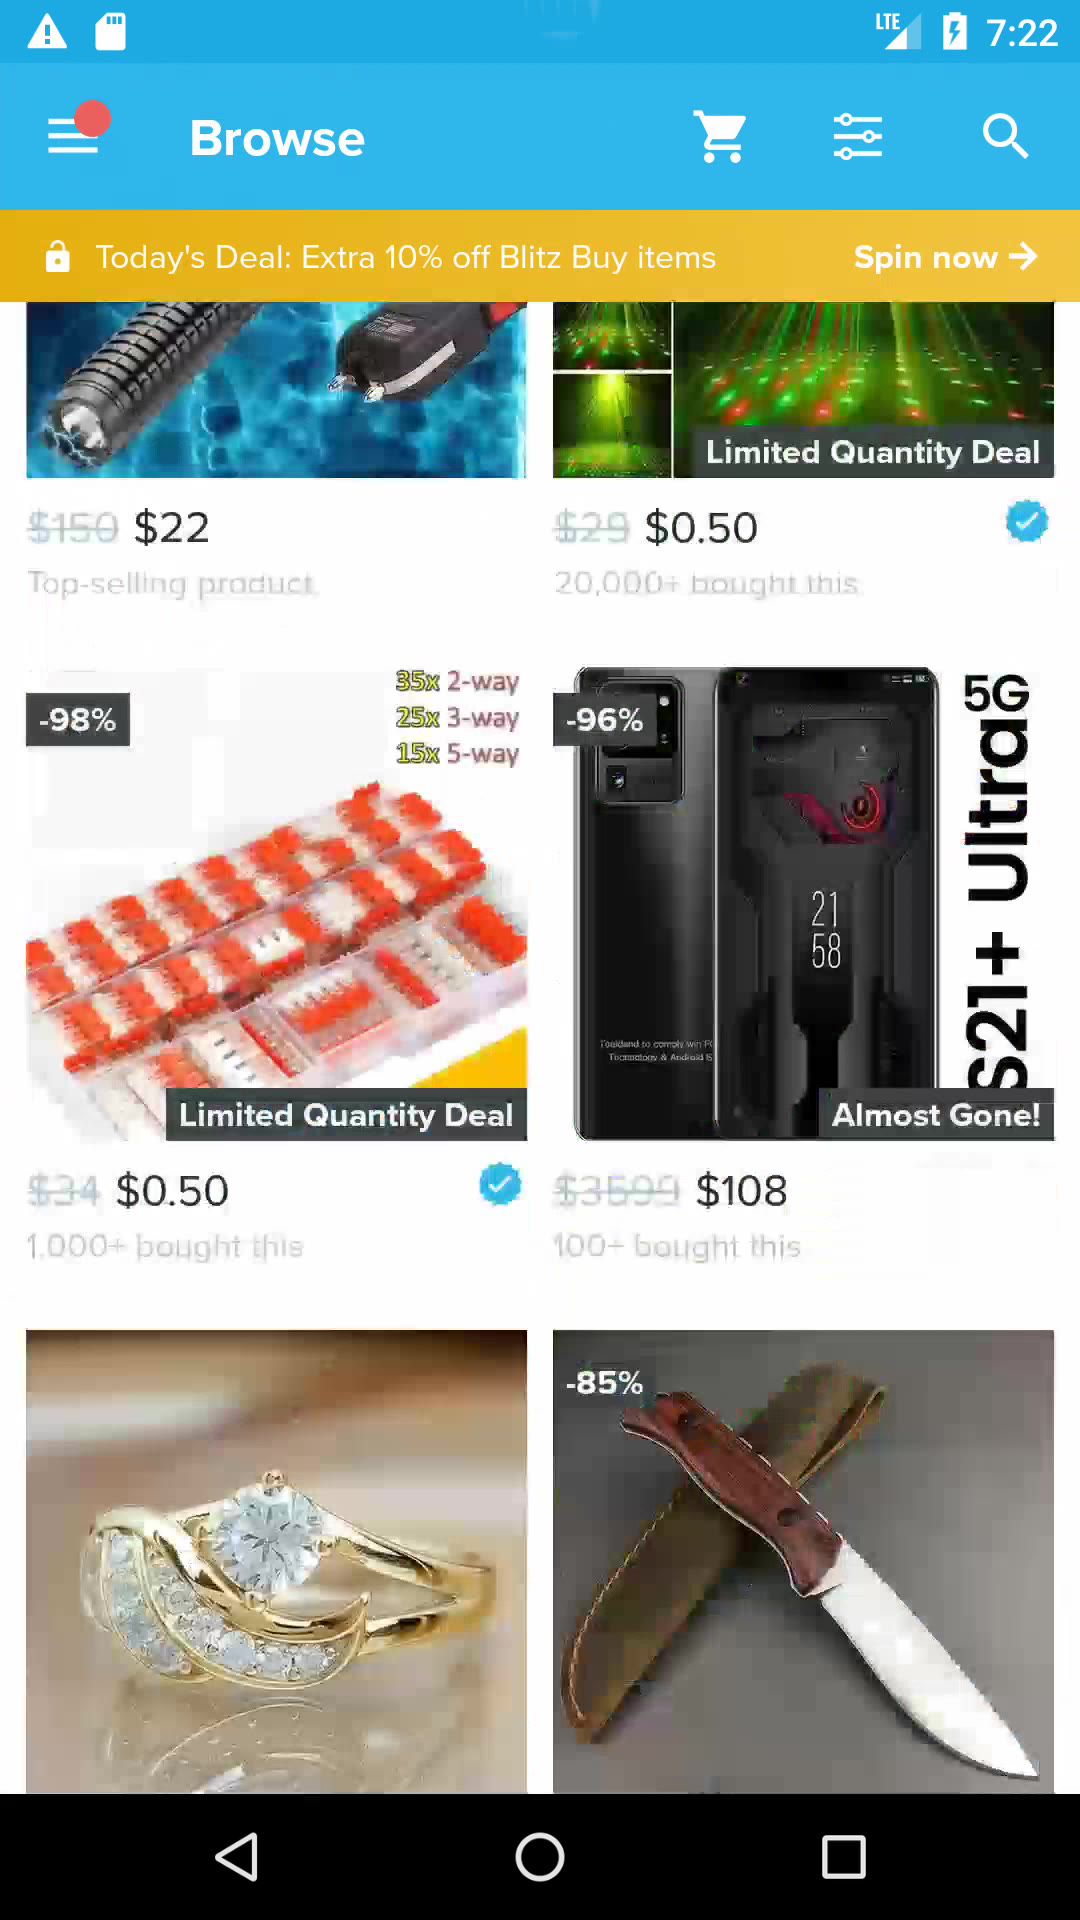 LTE 7:22
Browse
Today's Deal: Extra 10% off Blitz Buy items Spin now
Limited Quantity Deal
$150 $22
$29 $0.50
Top-selling product
20,000+ bought this
-98%
35x 2-way
25x 3-way
15x 5-way
Limited Quantity Deal
-96%
5G
S21+ Ultra
21
58
Almost Gone!
$34 $0.50
$3599 $108
1,000+ bought this
100+ bought this
-85%